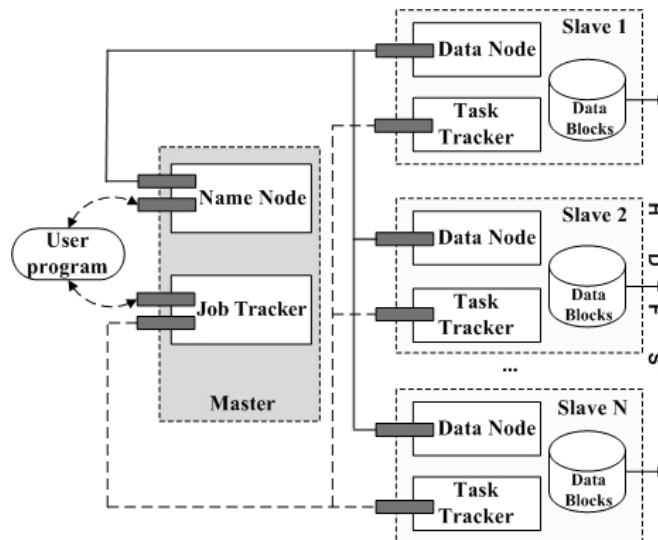 Slave 1
Data Node
Data
Blocks
Task
Tracker
Name Node
User
program
Job Tracker
Master
Slave 2
Data Node
Data
Blocks
Task
Tracker
...
Slave N
Data Node
Data
Blocks
Task
Tracker
H
D
F
S